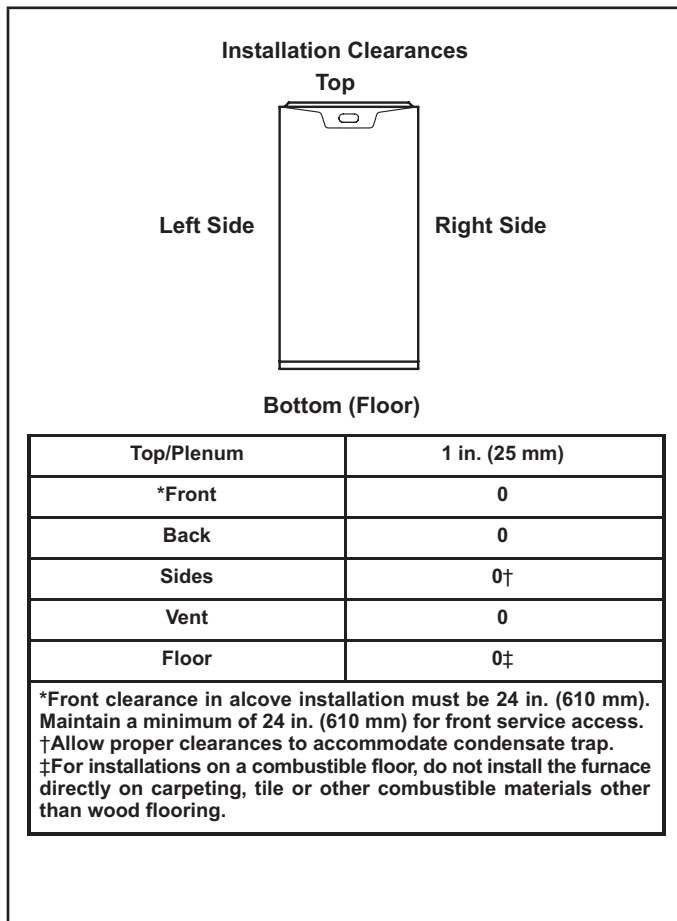 Installation Clearances
Top
Left Side
Right Side
Bottom (Floor)
Top/Plenum 1 in. (25 mm)
*Front 0
Back 0
Sides 0†
Vent 0
Floor 0‡
*Front clearance in alcove installation must be 24 in. (610 mm).
Maintain a minimum of 24 in. (610 mm) for front service access.
†Allow proper clearances to accommodate condensate trap.
‡For installations on a combustible floor, do not install the furnace
directly on carpeting, tile or other combustible materials other
than wood flooring.